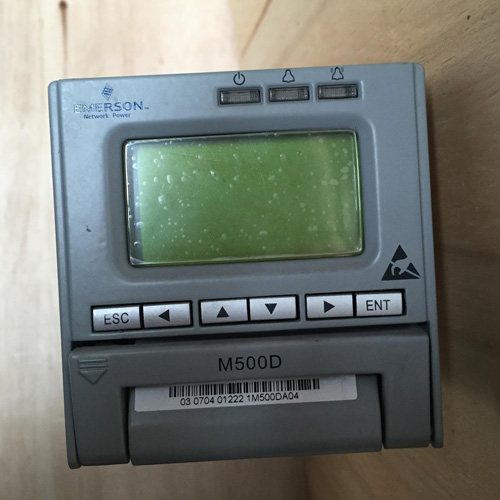 EMERSON
Network Power
ESC
ENT
M500D
03 0704 01222 1M500DA04